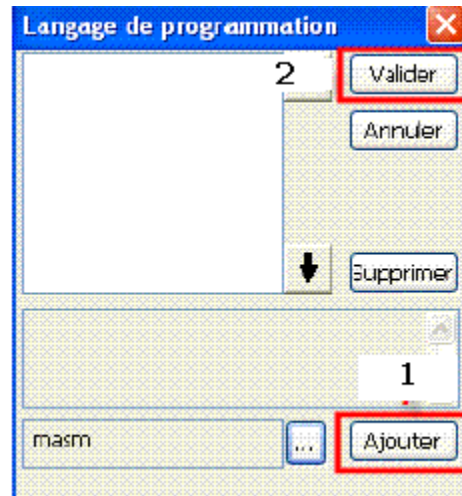 Langage de programmation
2
Valider
Annuler
Supprimer
1
masm
...
Ajouter